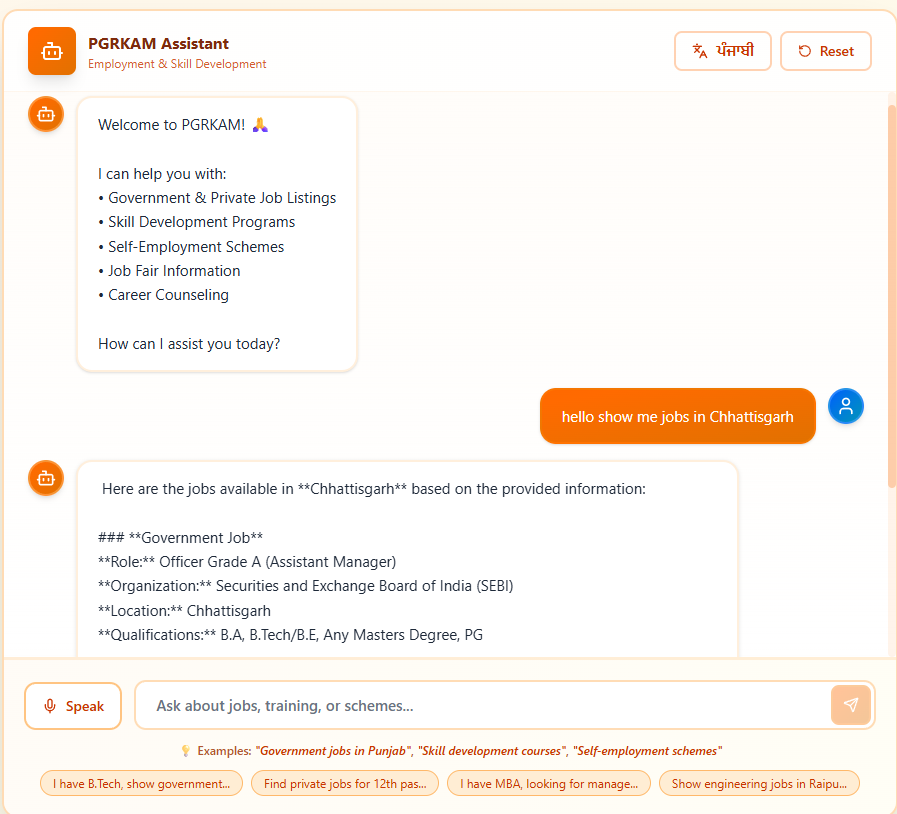 PGRKAM Assistant
Employment & Skill Development
ਪੰਜਾਬੀ
Reset
Welcome to PGRKAM! 🙏
I can help you with:
• Government & Private Job Listings
• Skill Development Programs
• Self-Employment Schemes
• Job Fair Information
• Career Counseling
How can I assist you today?
hello show me jobs in Chhattisgarh
Here are the jobs available in **Chhattisgarh** based on the provided information:
### **Government Job**
**Role:** Officer Grade A (Assistant Manager)
**Organization:** Securities and Exchange Board of India (SEBI)
**Location:** Chhattisgarh
**Qualifications:** B.A, B.Tech/B.E, Any Masters Degree, PG
Speak
Ask about jobs, training, or schemes...
💡 Examples: "Government jobs in Punjab", "Skill development courses", "Self-employment schemes"
I have B.Tech, show government...
Find private jobs for 12th pas...
I have MBA, looking for manage...
Show engineering jobs in Raipu...